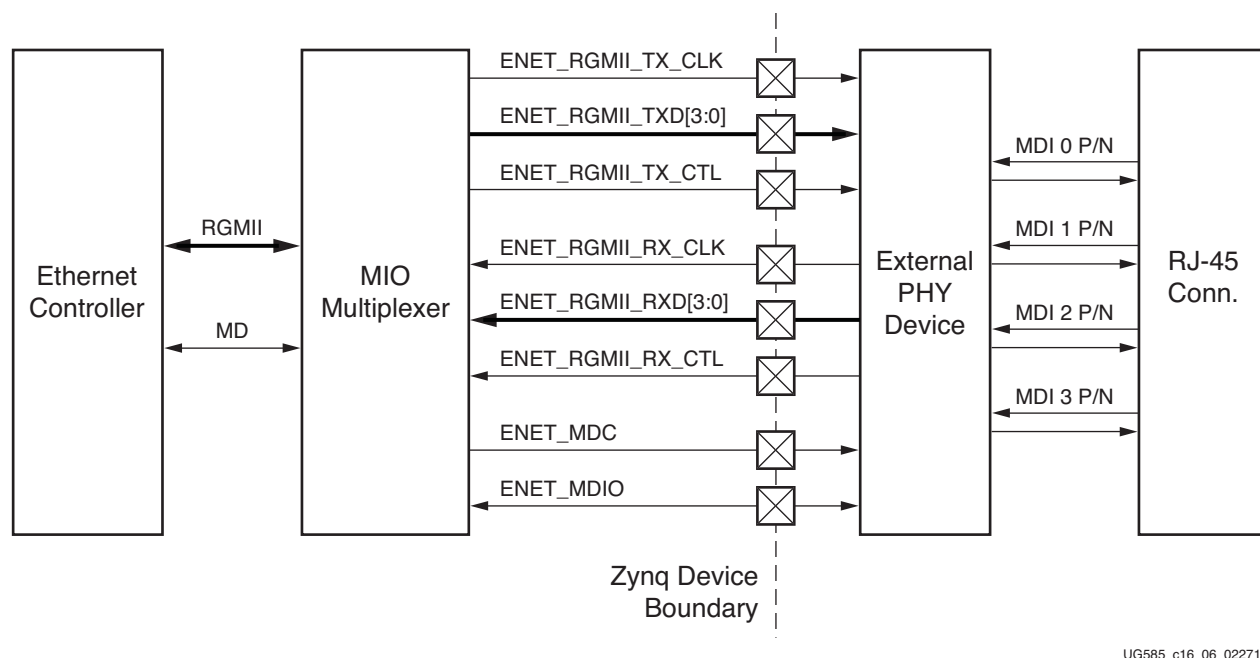 Ethernet
Controller
RGMII
MD
MIO
Multiplexer
ENET_RGMII_TX_CLK
ENET_RGMII_TXD[3:0]
ENET_RGMII_TX_CTL
ENET_RGMII_RX_CLK
ENET_RGMII_RXD[3:0]
ENET_RGMII_RX_CTL
ENET_MDC
ENET_MDIO
Zynq Device
Boundary
External
PHY
Device
MDI 0 P/N
MDI 1 P/N
MDI 2 P/N
MDI 3 P/N
RJ-45
Conn.
UG585_c16_06_02271